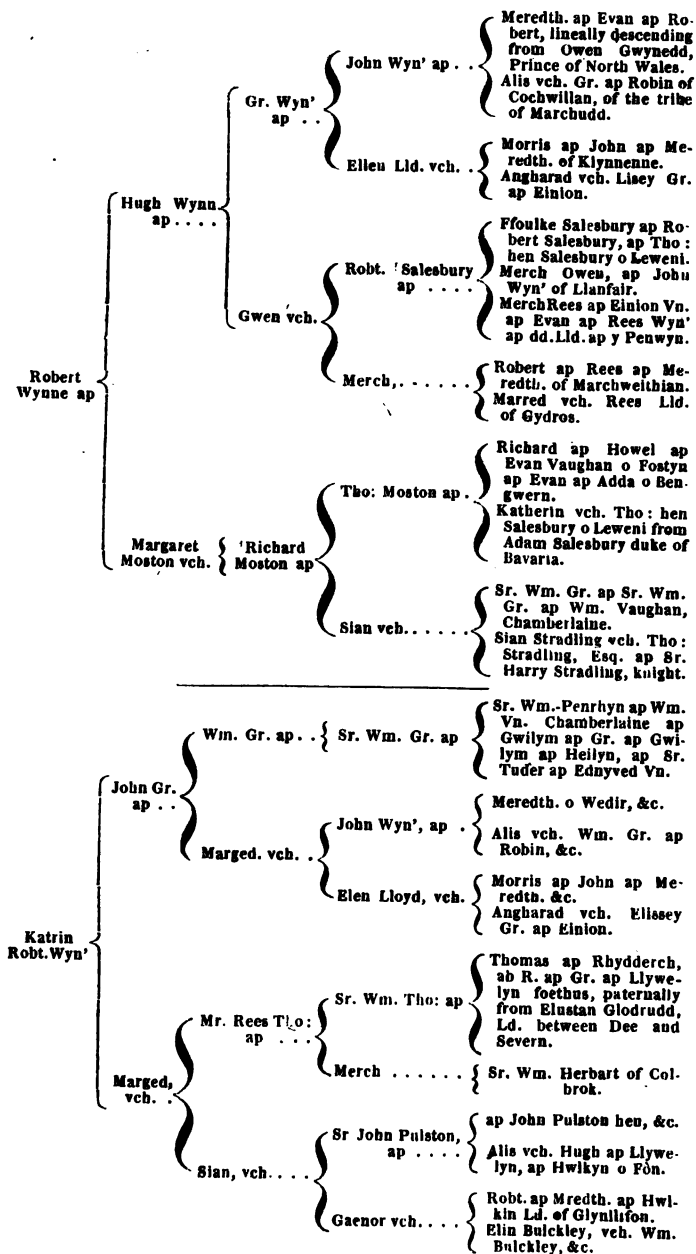 Robert
Wynne ap
Hugh Wynn
ap . . . .
Gr. Wyn'
ap . .
John Wyn' ap . .
Meredth. ap Evan ap Ro-
bert, lineally descending
from Owen Gwynedd,
Prince of North Wales.
Alis vch. Gr. ap Robin of
Cochwillan, of the tribe
of Marchudd.
Ellen Lld. vch. .
Morris ap John ap Me-
redth. of Klynnenne.
Angharad vch. Lisey Gr.
ap Einion.
Gwen vch.
Robt. Salesbury
ap . . . .
Ffoulke Salesbury ap Ro-
bert Salesbury, ap Tho :
hen Salesbury o Leweni.
Merch Owen, ap John
Wyn' of Llanfair.
MerchRees ap Einion Vn.
ap Evan ap Rees Wyn'
ap dd.Lld. ap y Penwyn.
Merch, . . . . . .
Robert ap Rees ap Me-
redth. of Marchweithian.
Marred vch. Rees Lld.
of Gydros.
Margaret
Moston vch.
'Richard
Moston ap
Tho: Moston ap .
Richard ap Howel ap
Evan Vaughan o Fostyn
ap Evan ap Adda o Ben-
gwern.
Katherin vch. Tho: hen
Salesbury o Leweni from
Adam Salesbury duke of
Bavaria.
Sian vch. . . . . .
Sr. Wm. Gr. ap Sr. Wm.
Gr. ap Wm. Vaughan,
Chamberlaine.
Sian Stradling vch. Tho:
Stradling, Esq. ap Sr.
Harry Stradling, knight.
Katrin
Robt.Wyn'
John Gr.
ap . .
Wm. Gr. ap . .
Sr. Wm. Gr. ap
Sr. Wm.-Penrhyn ap Wm.
Vn. Chamberlaine ap
Gwilym ap Gr. ap Gwi-
lym ap Heilyn, ap Sr.
Tuder ap Ednyved Vn.
Marged. vch. .
John Wyn', ap .
Meredth. o Wedir, &c.
Alis vch. Wm. Gr. ap
Robin, &c.
Elen Lloyd, vch.
Morris ap John ap Me-
redth. &c.
Angharad vch. Elissey
Gr. ap Einion.
Marged,
vch. .
Mr. Rees Tho:
ap . . .
Sr. Wm. Tho: ap
Thomas ap Rhydderch,
ab R. ap Gr. ap Llywe-
lyn foethus, paternally
from Elustan Glodrudd,
Ld. between Dee and
Severn.
Merch . . . . . .
Sr. Wm. Herbart of Col-
brok.
Sian, vch . . . .
Sr John Pulston,
ap . . . .
ap John Pulston hen, &c.
Alis vch. Hugh ap Llywe-
lyn, ap Hwlkyn o Fôn.
Gaenor vch. . . .
Robt. ap Mredth. ap Hwl-
kin Ld. of Glynllifon.
Elin Bulckley, vch. Wm.
Bulckley, &c.